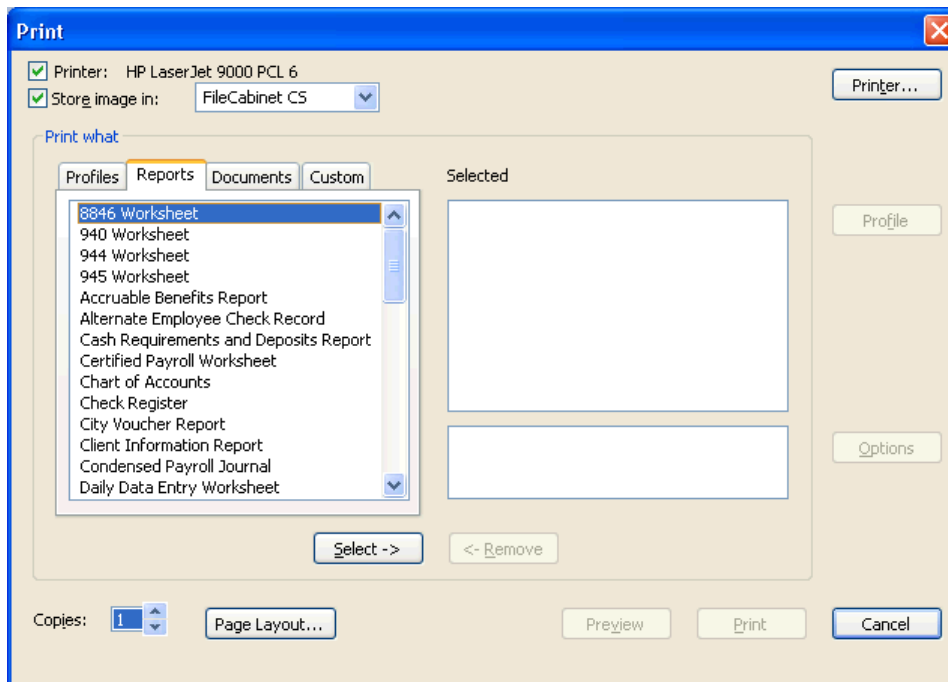 Print
Printer: HP LaserJet 9000 PCL 6
Store image in: FileCabinet CS
Printer...
Print what
Profiles Reports Documents Custom
Selected
8846 Worksheet
940 Worksheet
944 Worksheet
945 Worksheet
Accruable Benefits Report
Alternate Employee Check Record
Cash Requirements and Deposits Report
Certified Payroll Worksheet
Chart of Accounts
Check Register
City Voucher Report
Client Information Report
Condensed Payroll Journal
Daily Data Entry Worksheet
Profile
Options
Select ->
<- Remove
Copies: 1
Page Layout...
Preview
Print
Cancel